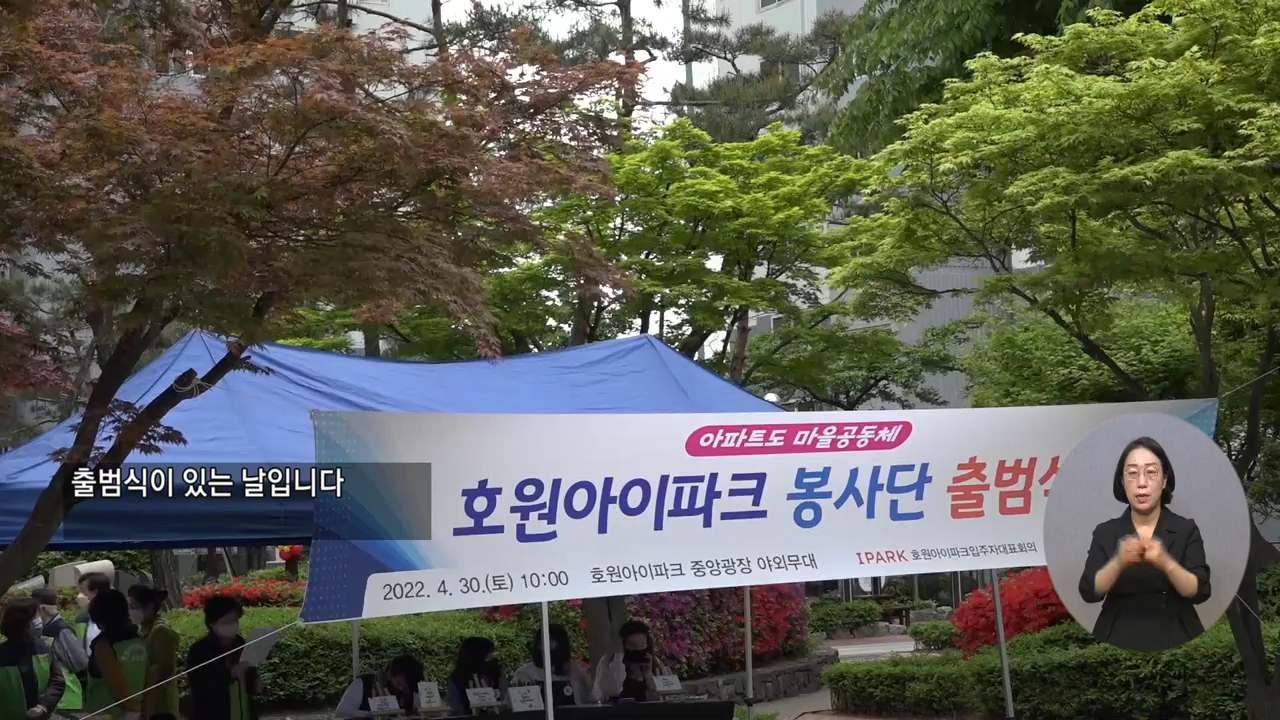 아파트도 마을공동체
호원아이파크 봉사단 출범식
2022. 4. 30.(토) 10:00 호원아이파크 중앙광장 야외무대
IPARK 호원아이파크입주자대표회의
출범식이 있는 날입니다